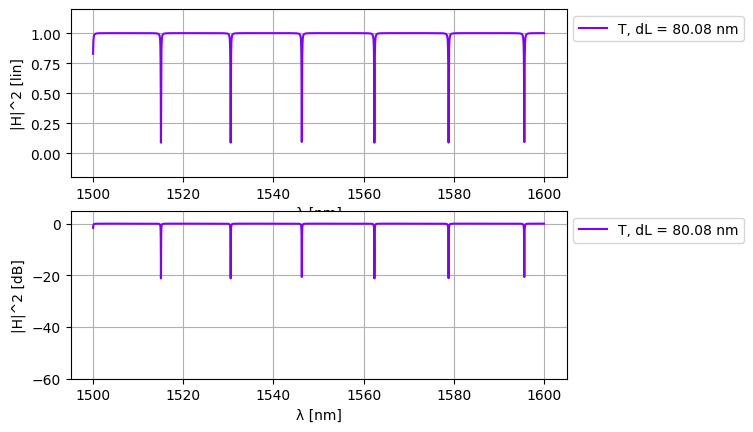 1.00
0.75
0.50
0.25
0.00
|H|^2 [lin]
1500 1520 1540 1560 1580 1600
λ [nm]
T, dL = 80.08 nm
0
−20
−40
−60
|H|^2 [dB]
1500 1520 1540 1560 1580 1600
λ [nm]
T, dL = 80.08 nm